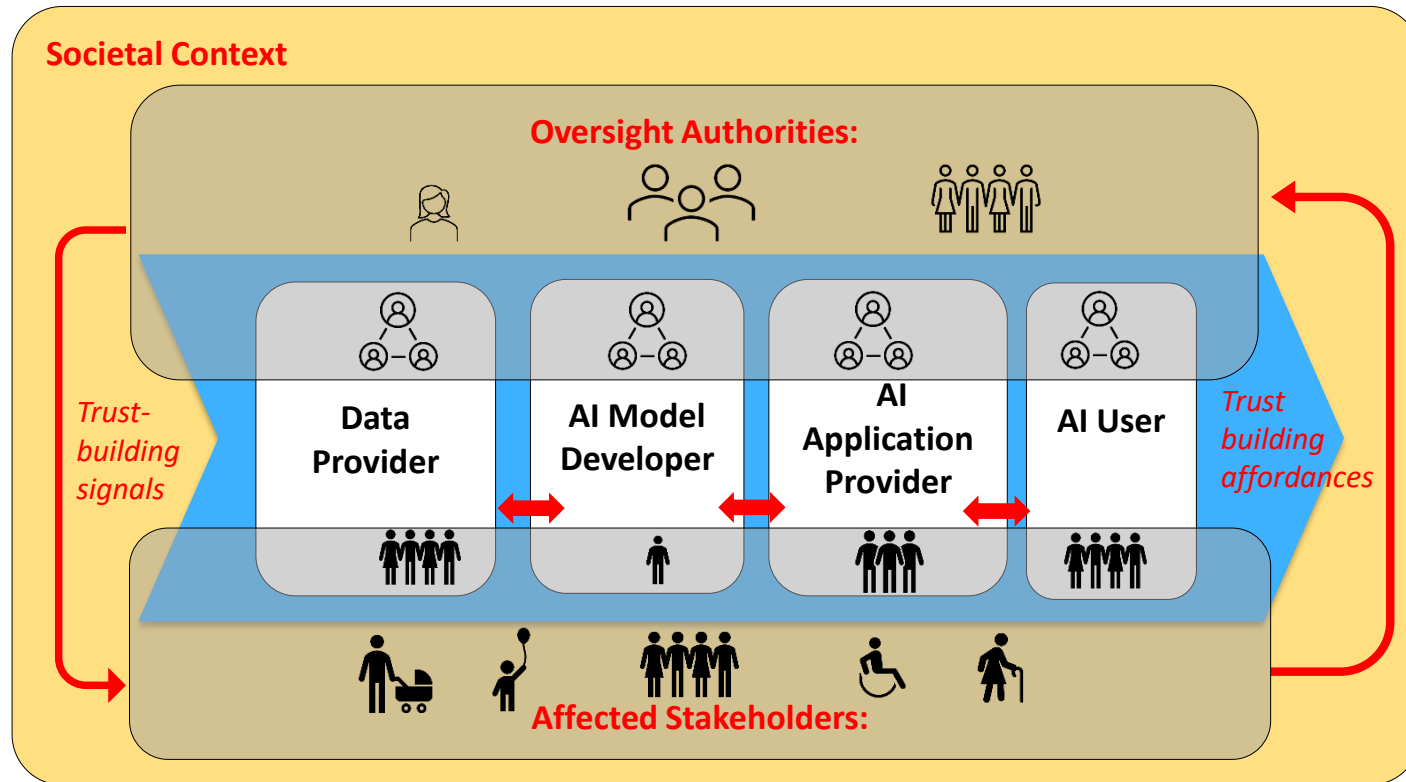 Societal Context
Oversight Authorities:
Trust-
building
signals
Data
Provider
AI Model
Developer
AI
Application
Provider
AI User
Trust
building
affordances
Affected Stakeholders: